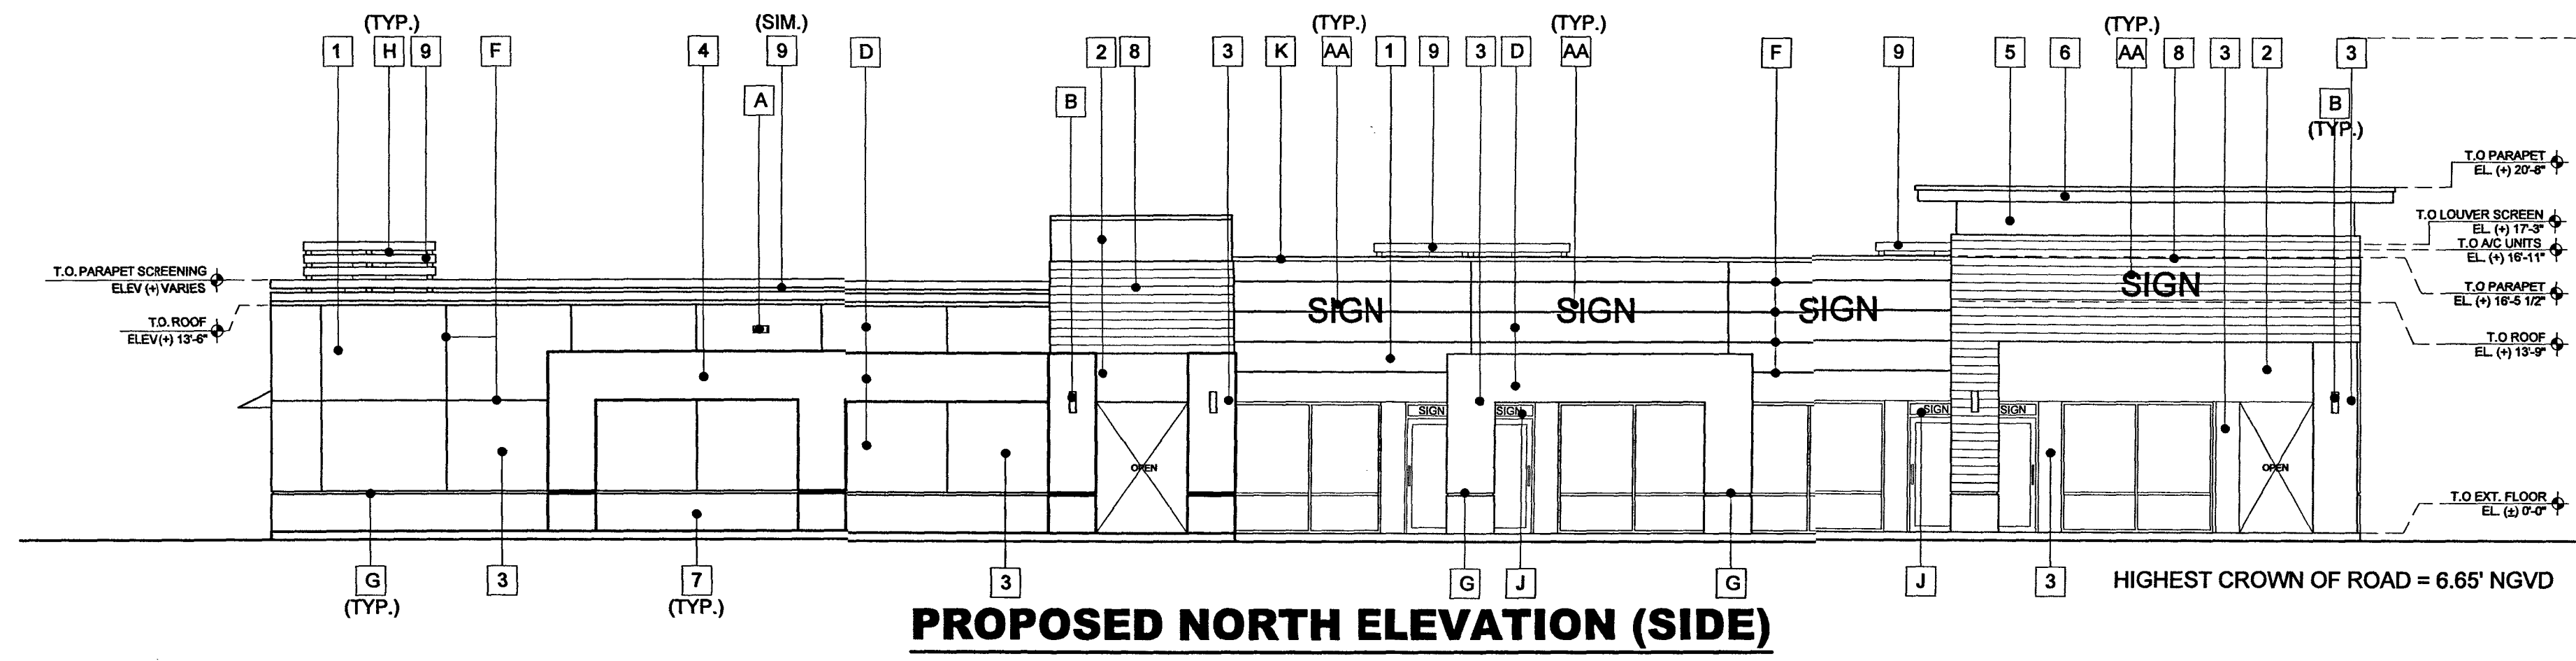 (TYP.) (SIM.) (TYP.) (TYP.) (TYP.)
1 H 9 F 4 9 D 2 8 3 K AA 1 9 3 D AA F 9 5 6 AA 8 3 2 3
A B B
(TYP.)
T.O PARAPET
EL. (+) 20'-8"
T.O LOUVER SCREEN
EL. (+) 17'-3"
T.O A/C UNITS
EL. (+) 16'-11"
T.O PARAPET
EL. (+) 16'-5 1/2"
T.O ROOF
EL. (+) 13'-9"
T.O EXT. FLOOR
EL. (±) 0'-0"
T.O. PARAPET SCREENING
ELEV (+) VARIES
T.O. ROOF
ELEV(+) 13'-6"
SIGN SIGN SIGN SIGN
SIGN SIGN SIGN SIGN
OPEN OPEN
G 3 7 3 G J G J 3
(TYP.) (TYP.)
HIGHEST CROWN OF ROAD = 6.65' NGVD
PROPOSED NORTH ELEVATION (SIDE)